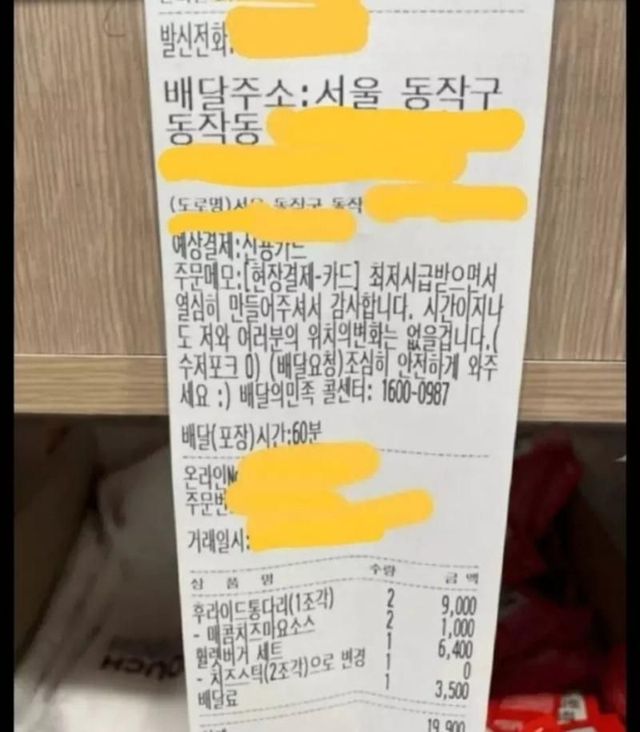 발신전화:
배달주소:서울 동작구
동작동
(도로명)서울 동작구 동작
예상결제:신용카드
주문메모:[현장결제-카드] 최저시급받으면서
열심히 만들어주셔서 감사합니다. 시간이지나
도 저와 여러분의 위치의변화는 없을겁니다.(
수저포크 O) (배달요청)조심히 안전하게 와주
세요 :) 배달의민족 콜센터: 1600-0987
배달(포장)시간:60분
온라인No
주문번
거래일시:
상 품 명 수량 금 액
후라이드통다리(1조각) 2 9,000
- 매콤치즈마요소스 2 1,000
휠렛버거 세트 1 6,400
- 치즈스틱(2조각)으로 변경 1 0
배달료 1 3,500
19,900